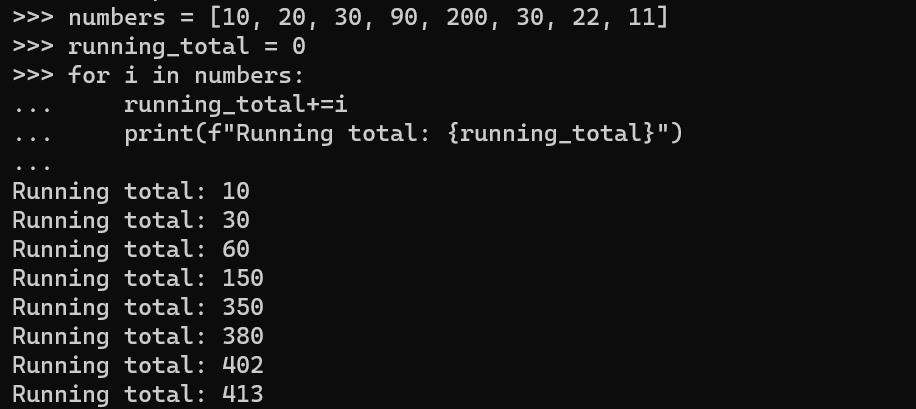 >>> numbers = [10, 20, 30, 90, 200, 30, 22, 11]
>>> running_total = 0
>>> for i in numbers:
...     running_total+=i
...     print(f"Running total: {running_total}")
...
Running total: 10
Running total: 30
Running total: 60
Running total: 150
Running total: 350
Running total: 380
Running total: 402
Running total: 413